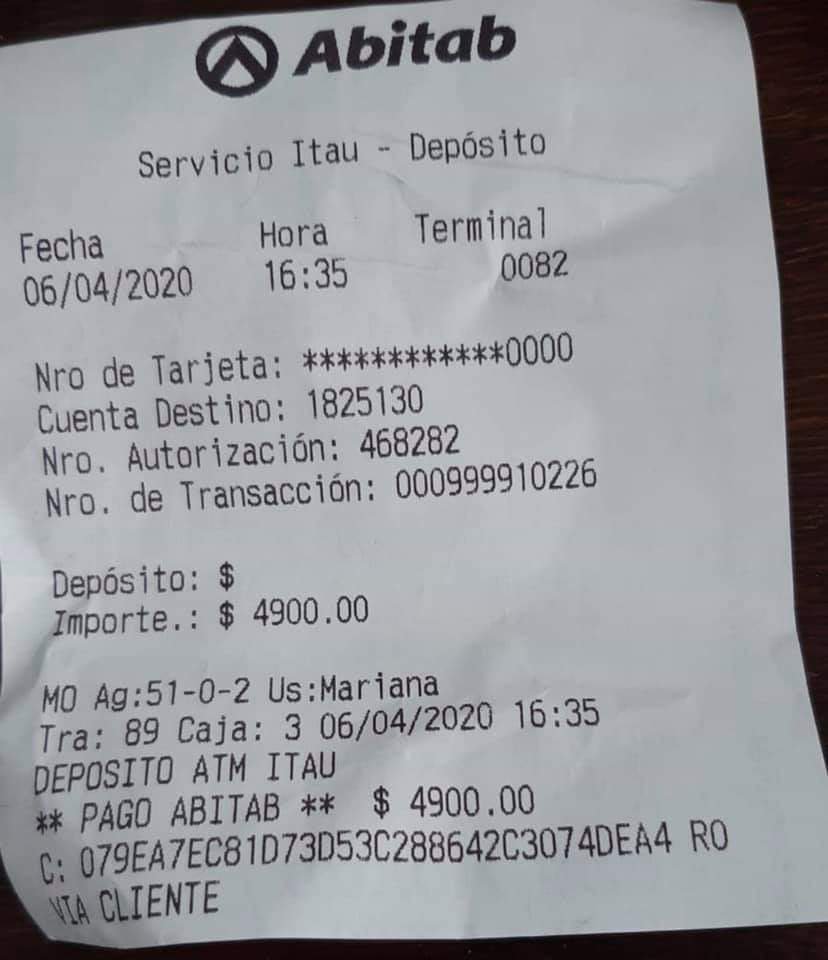 Abitab
Servicio Itau - Depósito
Fecha Hora Terminal
06/04/2020 16:35 0082
Nro de Tarjeta: ************0000
Cuenta Destino: 1825130
Nro. Autorización: 468282
Nro. de Transacción: 000999910226
Depósito: $
Importe.: $ 4900.00
MO Ag:51-0-2 Us:Mariana
Tra: 89 Caja: 3 06/04/2020 16:35
DEPOSITO ATM ITAU
** PAGO ABITAB ** $ 4900.00
C: 079EA7EC81D73D53C288642C3074DEA4 RO
VIA CLIENTE